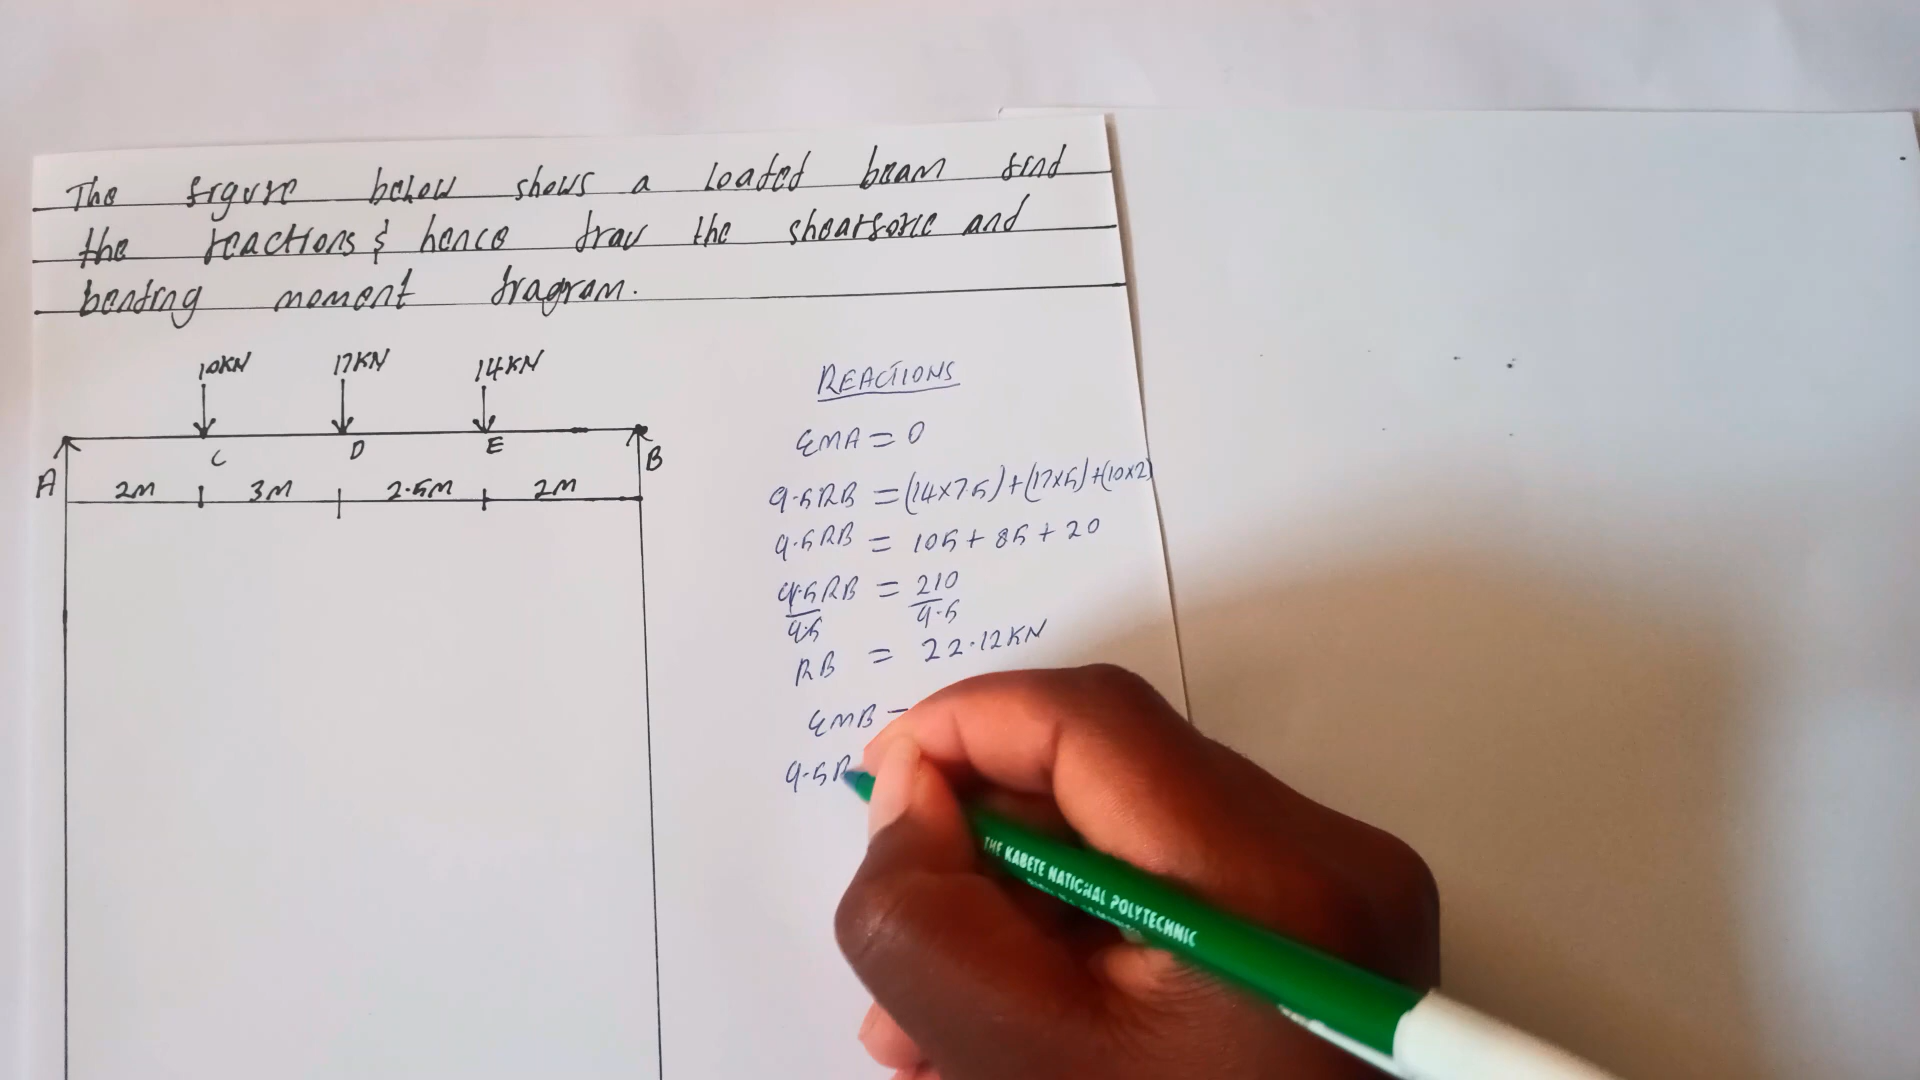 The figure below shows a loaded beam find
the reactions & hence draw the shearforce and
bending moment diagram.
10KN 17KN 14KN
A C D E B
2M 3M 2.5M 2M
REACTIONS
ΣMA = 0
9.5RB = (14×7.5)+(17×5)+(10×2)
9.5RB = 105 + 85 + 20
9.5RB = 210
9.5 9.5
RB = 22.12KN
ΣMB =
9.5R
THE KABETE NATIONAL POLYTECHNIC